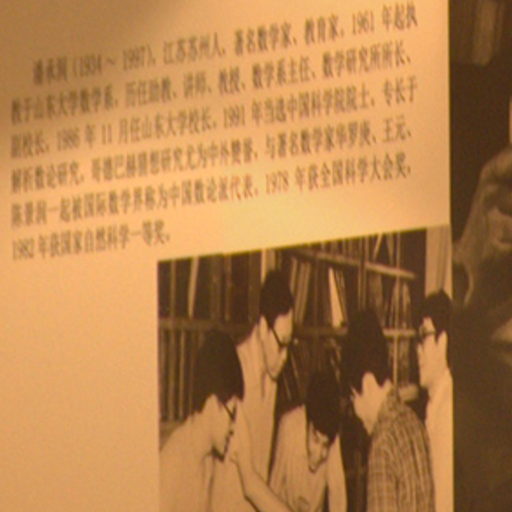 潘承洞（1934～1997），江苏苏州人，著名数学家、教育家，1961年起执
教于山东大学数学系，历任助教、讲师、教授、数学系主任、数学研究所所长、
副校长，1986年11月任山东大学校长，1991年当选中国科学院院士。专长于
解析数论研究，哥德巴赫猜想研究尤为中外赞誉，与著名数学家华罗庚、王元、
陈景润一起被国际数学界称为中国数论派代表。1978年获全国科学大会奖，
1982年获国家自然科学一等奖。